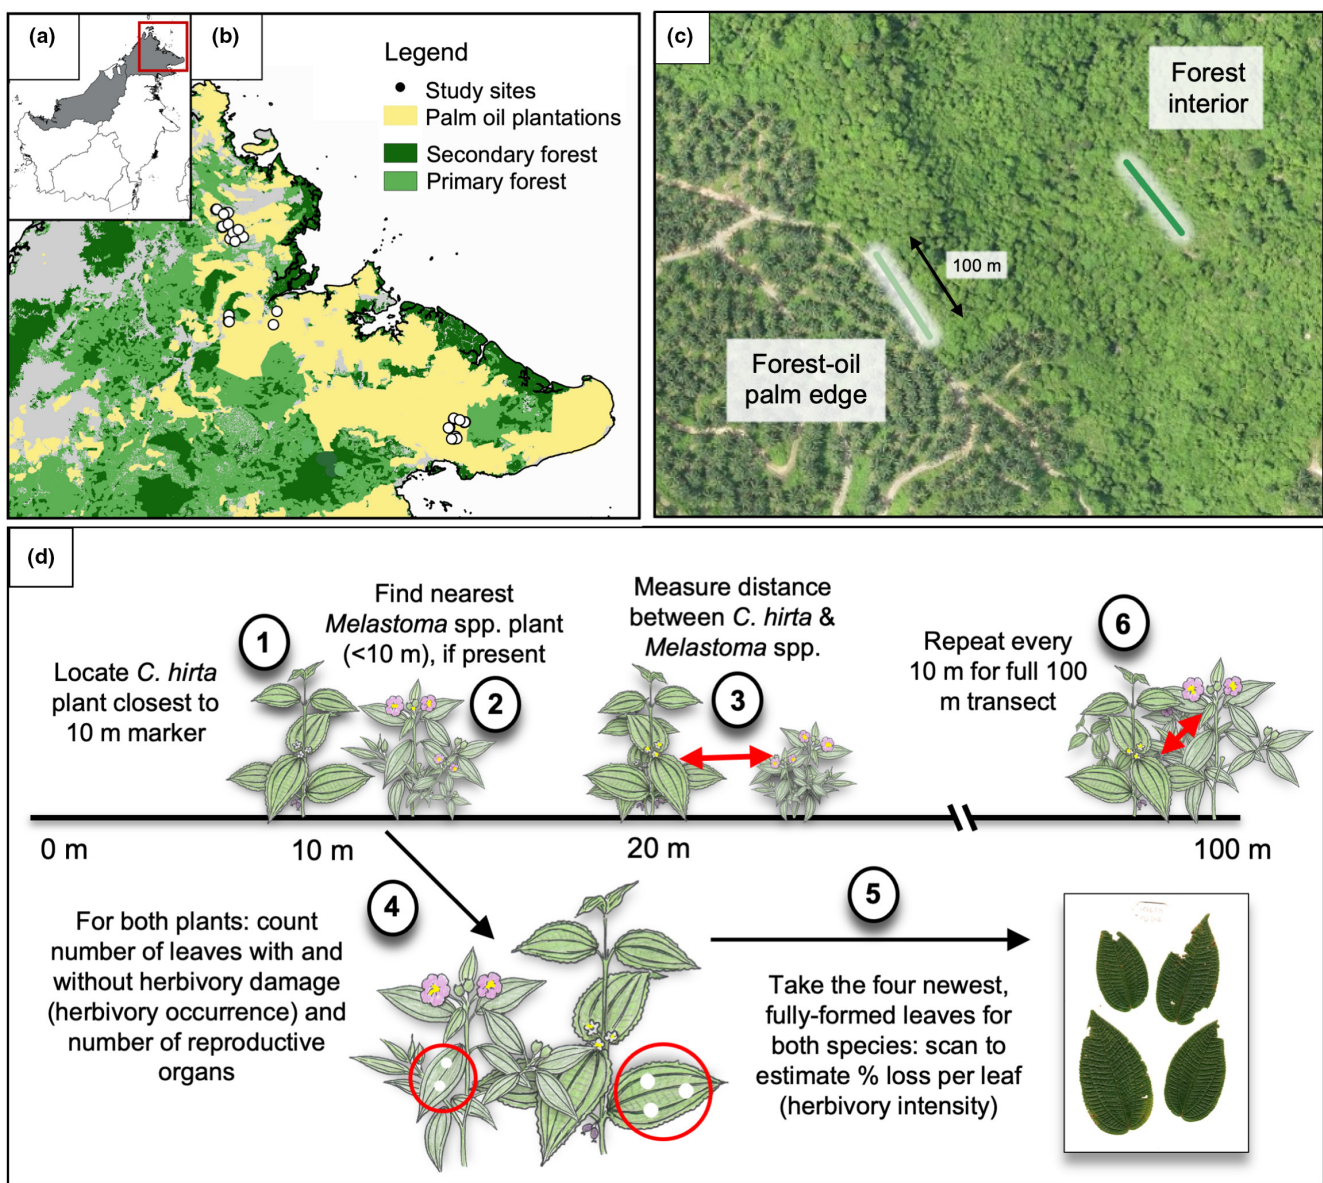 (a)
(b)
Legend
Study sites
Palm oil plantations
Secondary forest
Primary forest
(c)
Forest
interior
100 m
Forest-oil
palm edge
(d)
1
Locate C. hirta
plant closest to
10 m marker
Find nearest
Melastoma spp. plant
(<10 m), if present
2
Measure distance
between C. hirta &
Melastoma spp.
3
Repeat every
10 m for full 100
m transect
6
0 m
10 m
20 m
100 m
4
For both plants: count
number of leaves with and
without herbivory damage
(herbivory occurrence) and
number of reproductive
organs
5
Take the four newest,
fully-formed leaves for
both species: scan to
estimate % loss per leaf
(herbivory intensity)